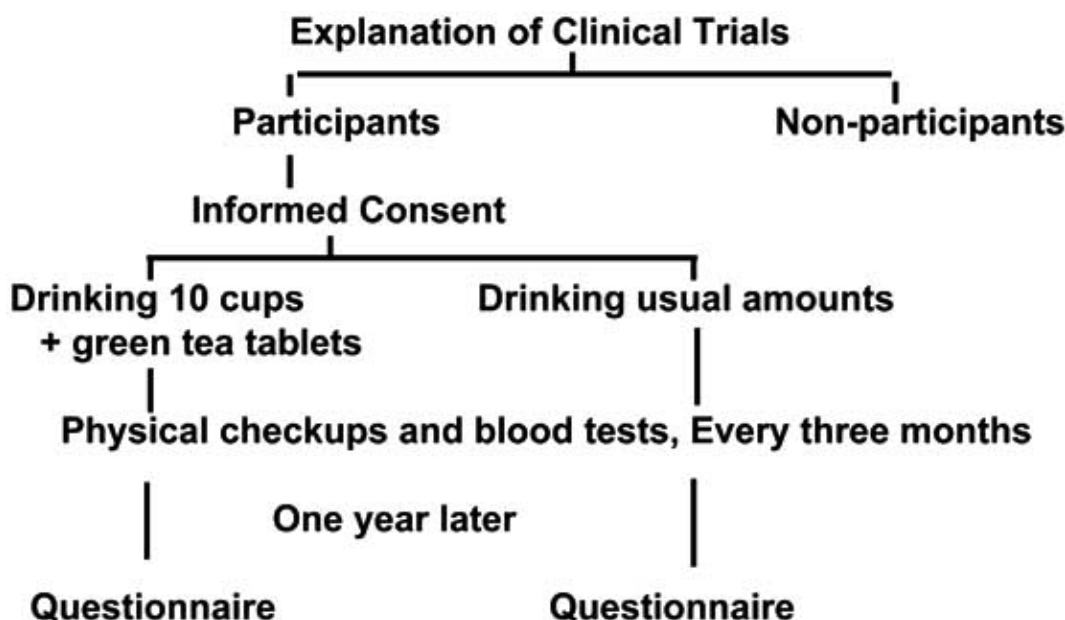 Explanation of Clinical Trials
Participants
Non-participants
Informed Consent
Drinking 10 cups
+ green tea tablets
Drinking usual amounts
Physical checkups and blood tests, Every three months
One year later
Questionnaire
Questionnaire